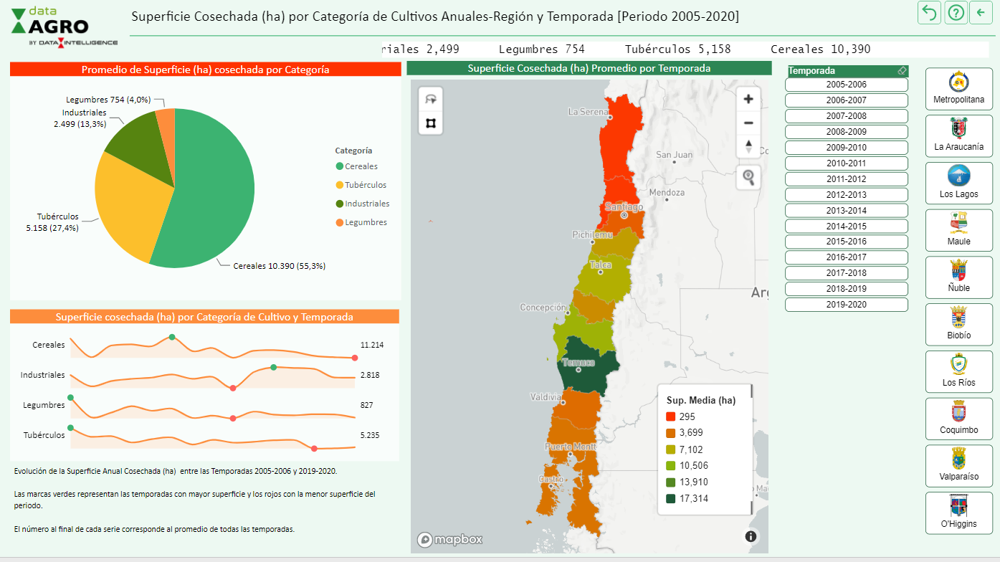 data
AGRO
BY DATA INTELLIGENCE
Superficie Cosechada (ha) por Categoría de Cultivos Anuales-Región y Temporada [Periodo 2005-2020]
riales 2,499 Legumbres 754 Tubérculos 5,158 Cereales 10,390
Promedio de Superficie (ha) cosechada por Categoría
Legumbres 754 (4,0%)
Industriales
2.499 (13,3%)
Tubérculos
5.158 (27,4%)
Cereales 10.390 (55,3%)
Categoría
Cereales
Tubérculos
Industriales
Legumbres
Superficie cosechada (ha) por Categoría de Cultivo y Temporada
Cereales 11.214
Industriales 2.818
Legumbres 827
Tubérculos 5.235
Evolución de la Superficie Anual Cosechada (ha) entre las Temporadas 2005-2006 y 2019-2020.
Las marcas verdes representan las temporadas con mayor superficie y los rojos con la menor superficie del
periodo.
El número al final de cada serie corresponde al promedio de todas las temporadas.
Superficie Cosechada (ha) Promedio por Temporada
La Serena
San Juan
Co
Mendoza
Santiago
Pichilemu
Talca
Arg
Concepción
Temuco
Valdivia
Puerto Montt
Castro
Ma
Sup. Media (ha)
295
3,699
7,102
10,506
13,910
17,314
mapbox
Temporada
2005-2006
2006-2007
2007-2008
2008-2009
2009-2010
2010-2011
2011-2012
2012-2013
2013-2014
2014-2015
2015-2016
2016-2017
2017-2018
2018-2019
2019-2020
Metropolitana
La Araucanía
Los Lagos
Maule
Ñuble
Biobío
Los Ríos
Coquimbo
Valparaíso
O'Higgins